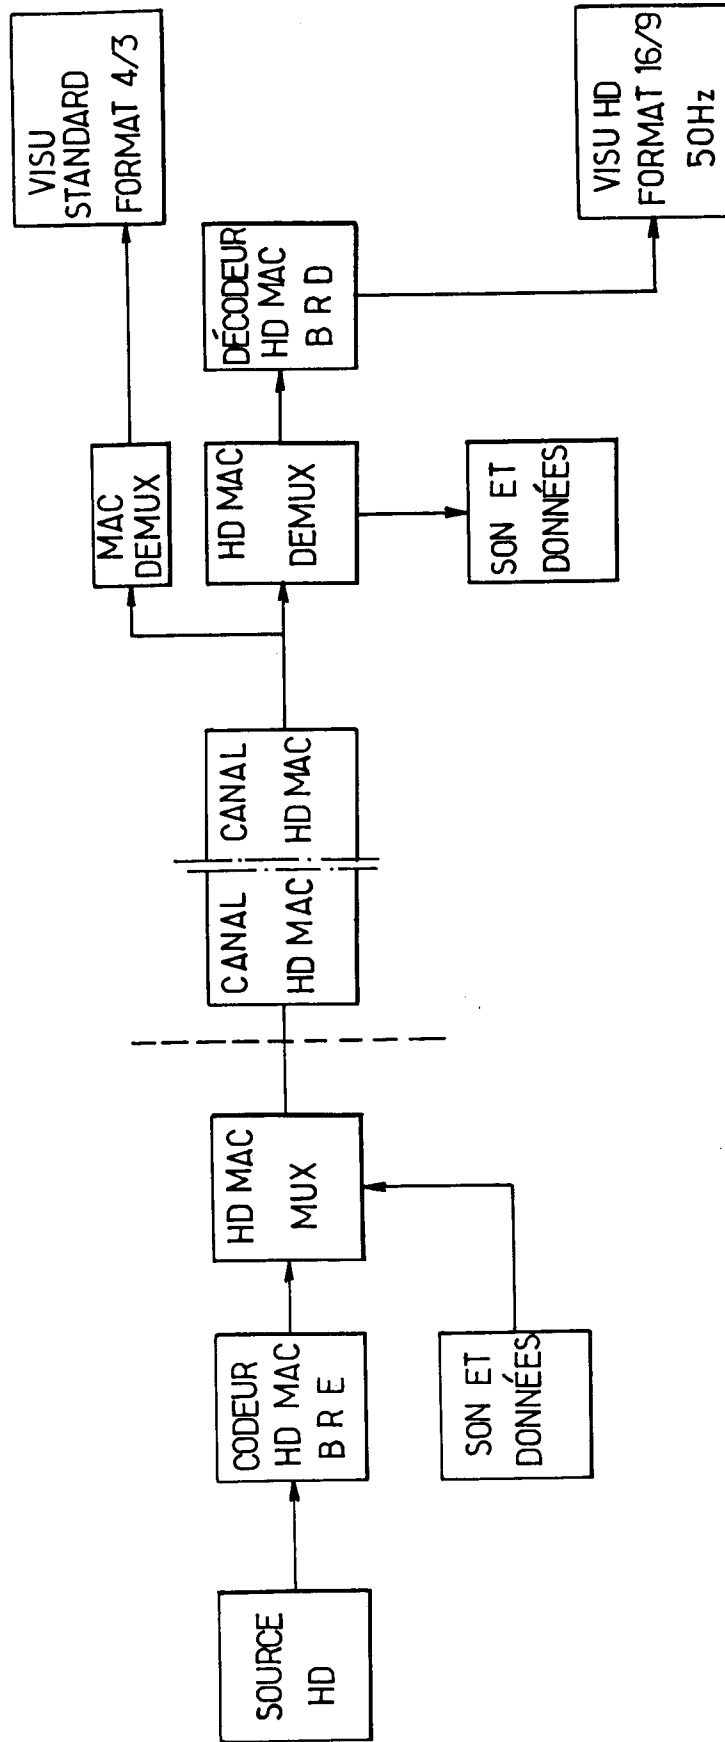 SOURCE
HD
CODEUR
HD MAC
B R E
SON ET
DONNÉES
HD MAC
MUX
CANAL
HD MAC
CANAL
HD MAC
MAC
DEMUX
HD MAC
DEMUX
SON ET
DONNÉES
DÉCODEUR
HD MAC
B R D
VISU
STANDARD
FORMAT 4/3
VISU HD
FORMAT 16/9
50Hz